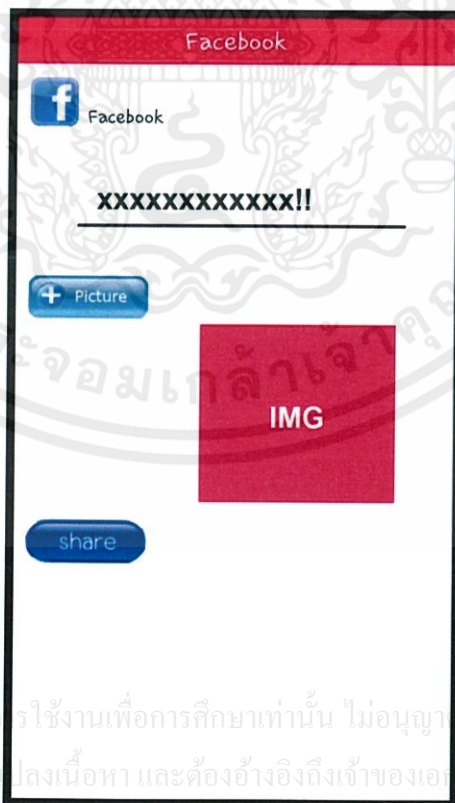 Facebook
f
Facebook
xxxxxxxxxxxxx!!
+ Picture
IMG
share
รใช้งานเพื่อการศึกษาเท่านั้น ไม่อนุญา
ปลงเนื้อหา และต้องอ้างอิงถึงเจ้าของเอ